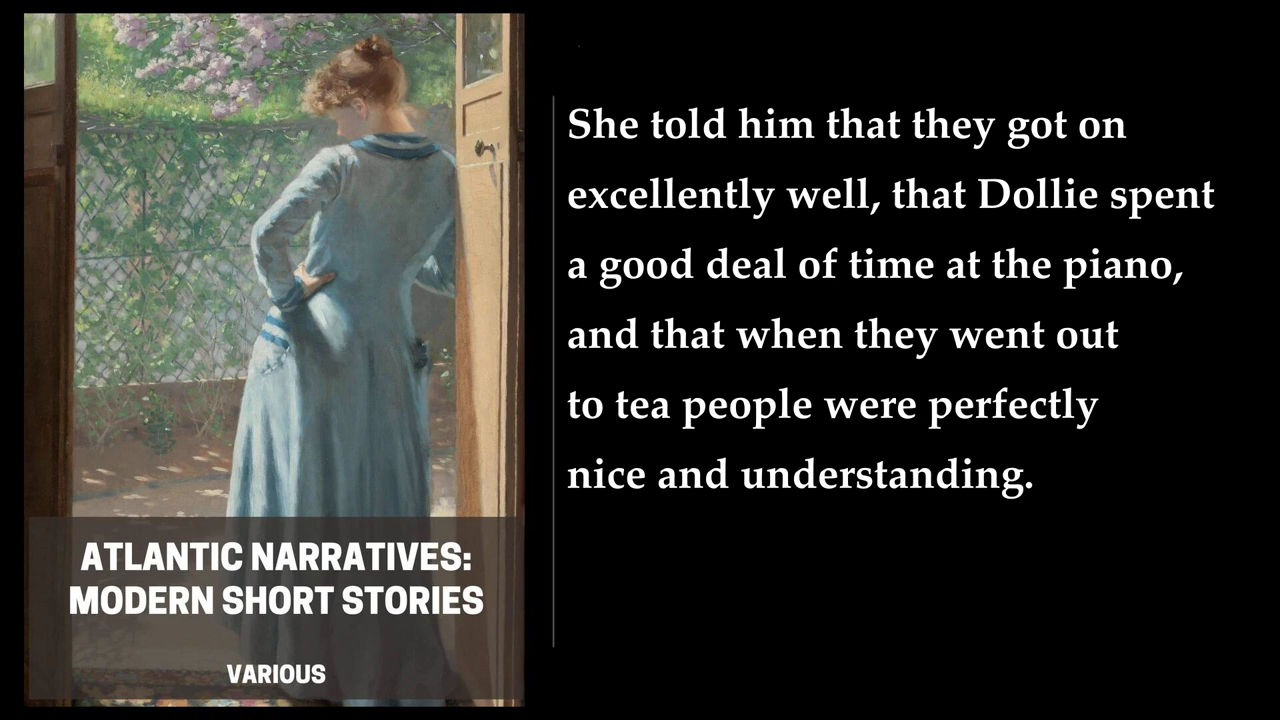 ATLANTIC NARRATIVES:
MODERN SHORT STORIES
VARIOUS
She told him that they got on
excellently well, that Dollie spent
a good deal of time at the piano,
and that when they went out
to tea people were perfectly
nice and understanding.